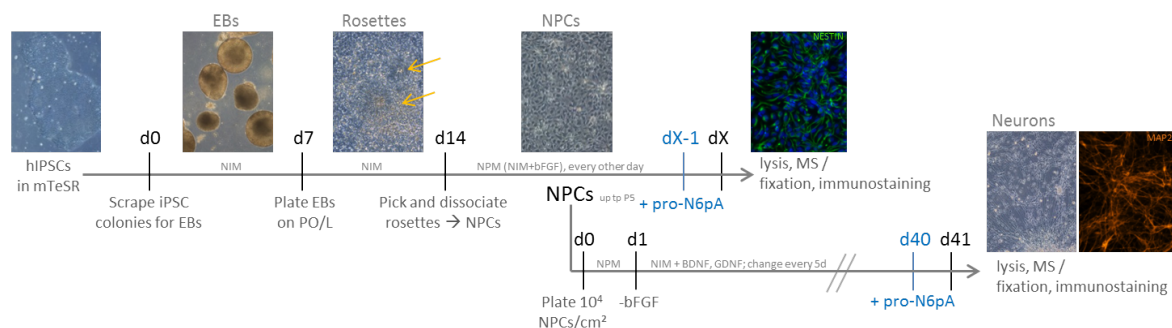 EBs
Rosettes
NPCs
NESTIN
d0
d7
d14
dX-1
dX
hIPSCs
in mTeSR
NIM
NIM
NPM (NIM+bFGF), every other day
lysis, MS /
fixation, immunostaining
Scrape iPSC
colonies for EBs
Plate EBs
on PO/L
Pick and dissociate
rosettes → NPCs
NPCs up tp P5
+ pro-N6pA
Neurons
MAP2
d0
d1
d40
d41
NPM
NIM + BDNF, GDNF; change every 5d
Plate 10⁴
NPCs/cm²
-bFGF
+ pro-N6pA
lysis, MS /
fixation, immunostaining